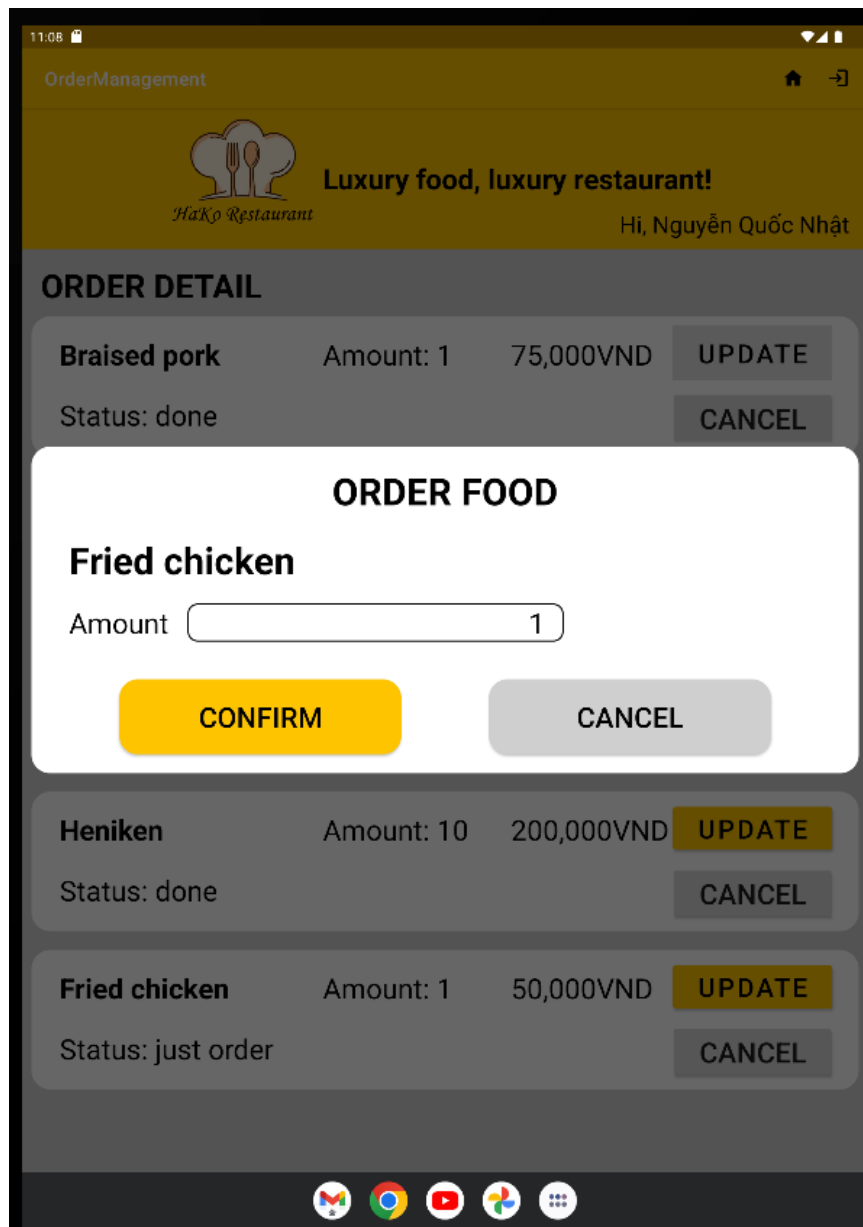 11:08
OrderManagement
HaKo Restaurant
Luxury food, luxury restaurant!
Hi, Nguyễn Quốc Nhật
ORDER DETAIL
Braised pork Amount: 1 75,000VND UPDATE
Status: done CANCEL
ORDER FOOD
Fried chicken
Amount 1
CONFIRM CANCEL
Heniken Amount: 10 200,000VND UPDATE
Status: done CANCEL
Fried chicken Amount: 1 50,000VND UPDATE
Status: just order CANCEL